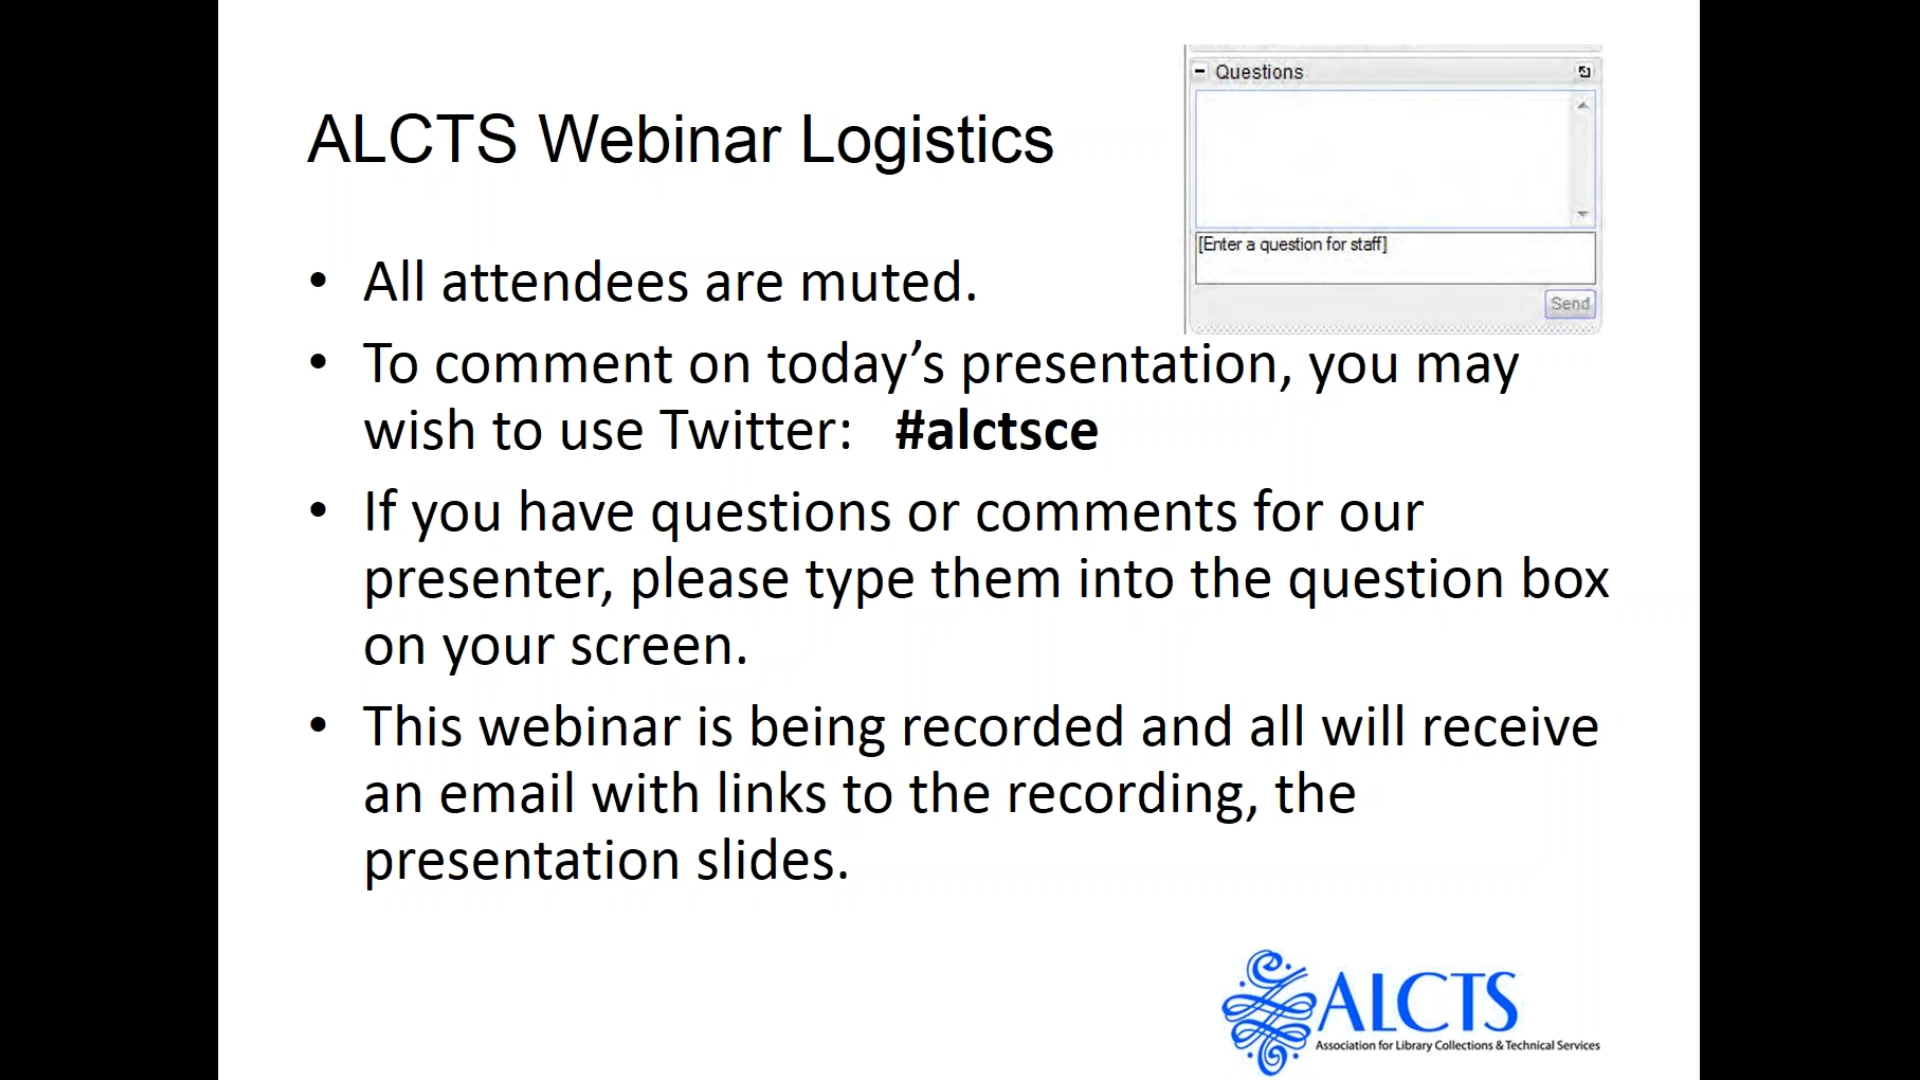 ALCTS Webinar Logistics
Questions
[Enter a question for staff]
Send
• All attendees are muted.
• To comment on today’s presentation, you may
wish to use Twitter: #alctsce
• If you have questions or comments for our
presenter, please type them into the question box
on your screen.
• This webinar is being recorded and all will receive
an email with links to the recording, the
presentation slides.
ALCTS
Association for Library Collections & Technical Services